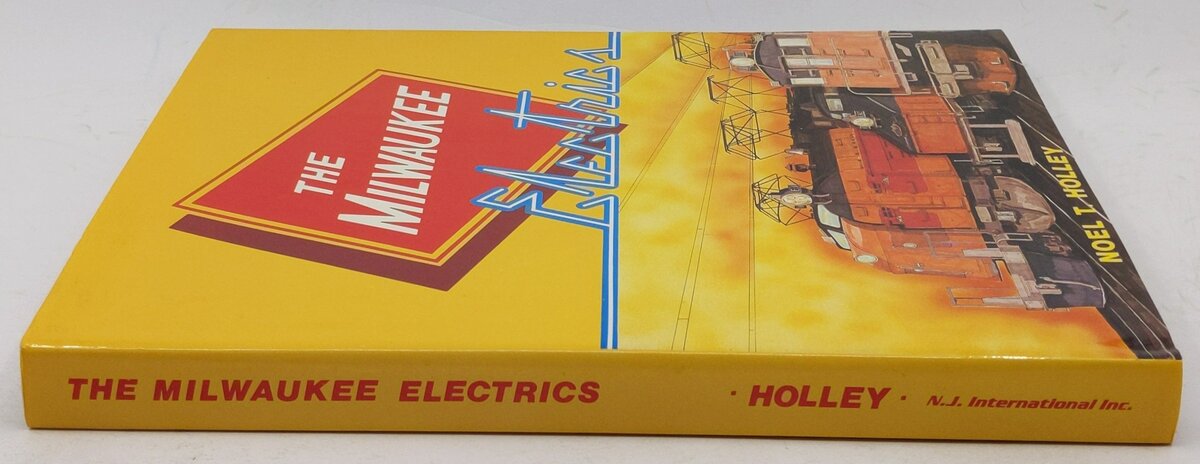 THE
MILWAUKEE
Electrics
NOEL T. HOLLEY
THE MILWAUKEE ELECTRICS · HOLLEY · N.J. International Inc.